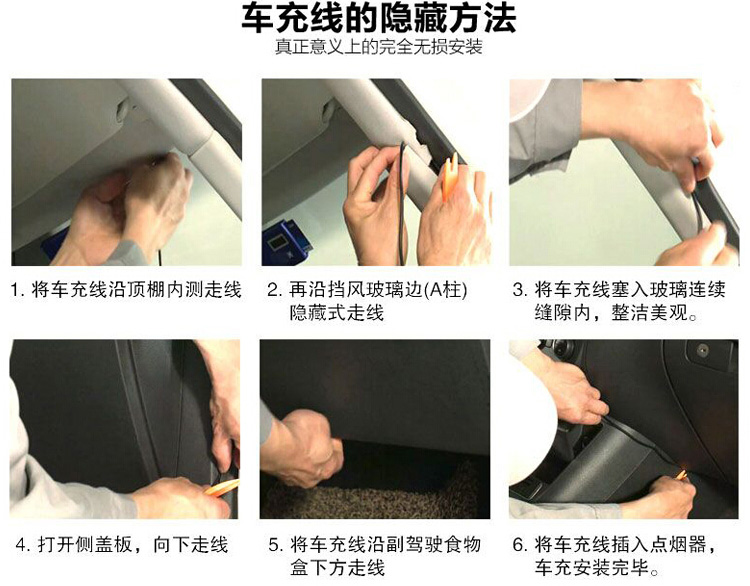 车充线的隐藏方法
真正意义上的完全无损安装
1. 将车充线沿顶棚内测走线
2. 再沿挡风玻璃边(A柱)
隐藏式走线
3. 将车充线塞入玻璃连续
缝隙内，整洁美观。
4. 打开侧盖板，向下走线
5. 将车充线沿副驾驶食物
盒下方走线
6. 将车充线插入点烟器，
车充安装完毕。